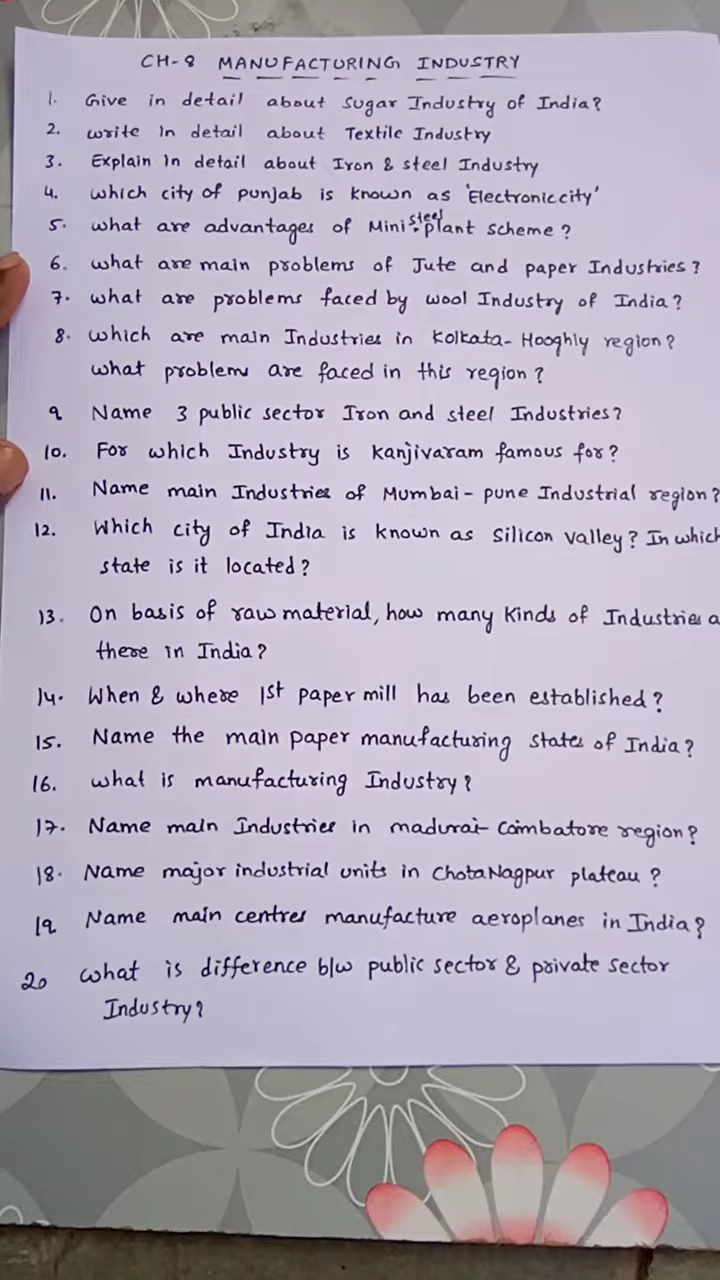 CH-8 MANUFACTURING INDUSTRY
1. Give in detail about Sugar Industry of India?
2. write In detail about Textile Industry
3. Explain In detail about Iron & steel Industry
4. which city of punjab is known as 'Electronic city'
5. what are advantages of Mini steel plant scheme?
6. what are main problems of Jute and paper Industries?
7. what are problems faced by wool Industry of India?
8. which are main Industries in Kolkata-Hooghly region?
what problems are faced in this region?
9 Name 3 public sector Iron and steel Industries?
10. For which Industry is Kanjivaram famous for?
11. Name main Industries of Mumbai-pune Industrial region?
12. Which city of India is known as Silicon valley? In which
state is it located?
13. On basis of raw material, how many kinds of Industries a
there in India?
14. When & where 1st paper mill has been established?
15. Name the main paper manufacturing states of India?
16. what is manufacturing Industry?
17. Name main Industries in madurai-Coimbatore region?
18. Name major industrial units in ChotaNagpur plateau?
19 Name main centres manufacture aeroplanes in India?
20 what is difference b/w public sector & private sector
Industry?